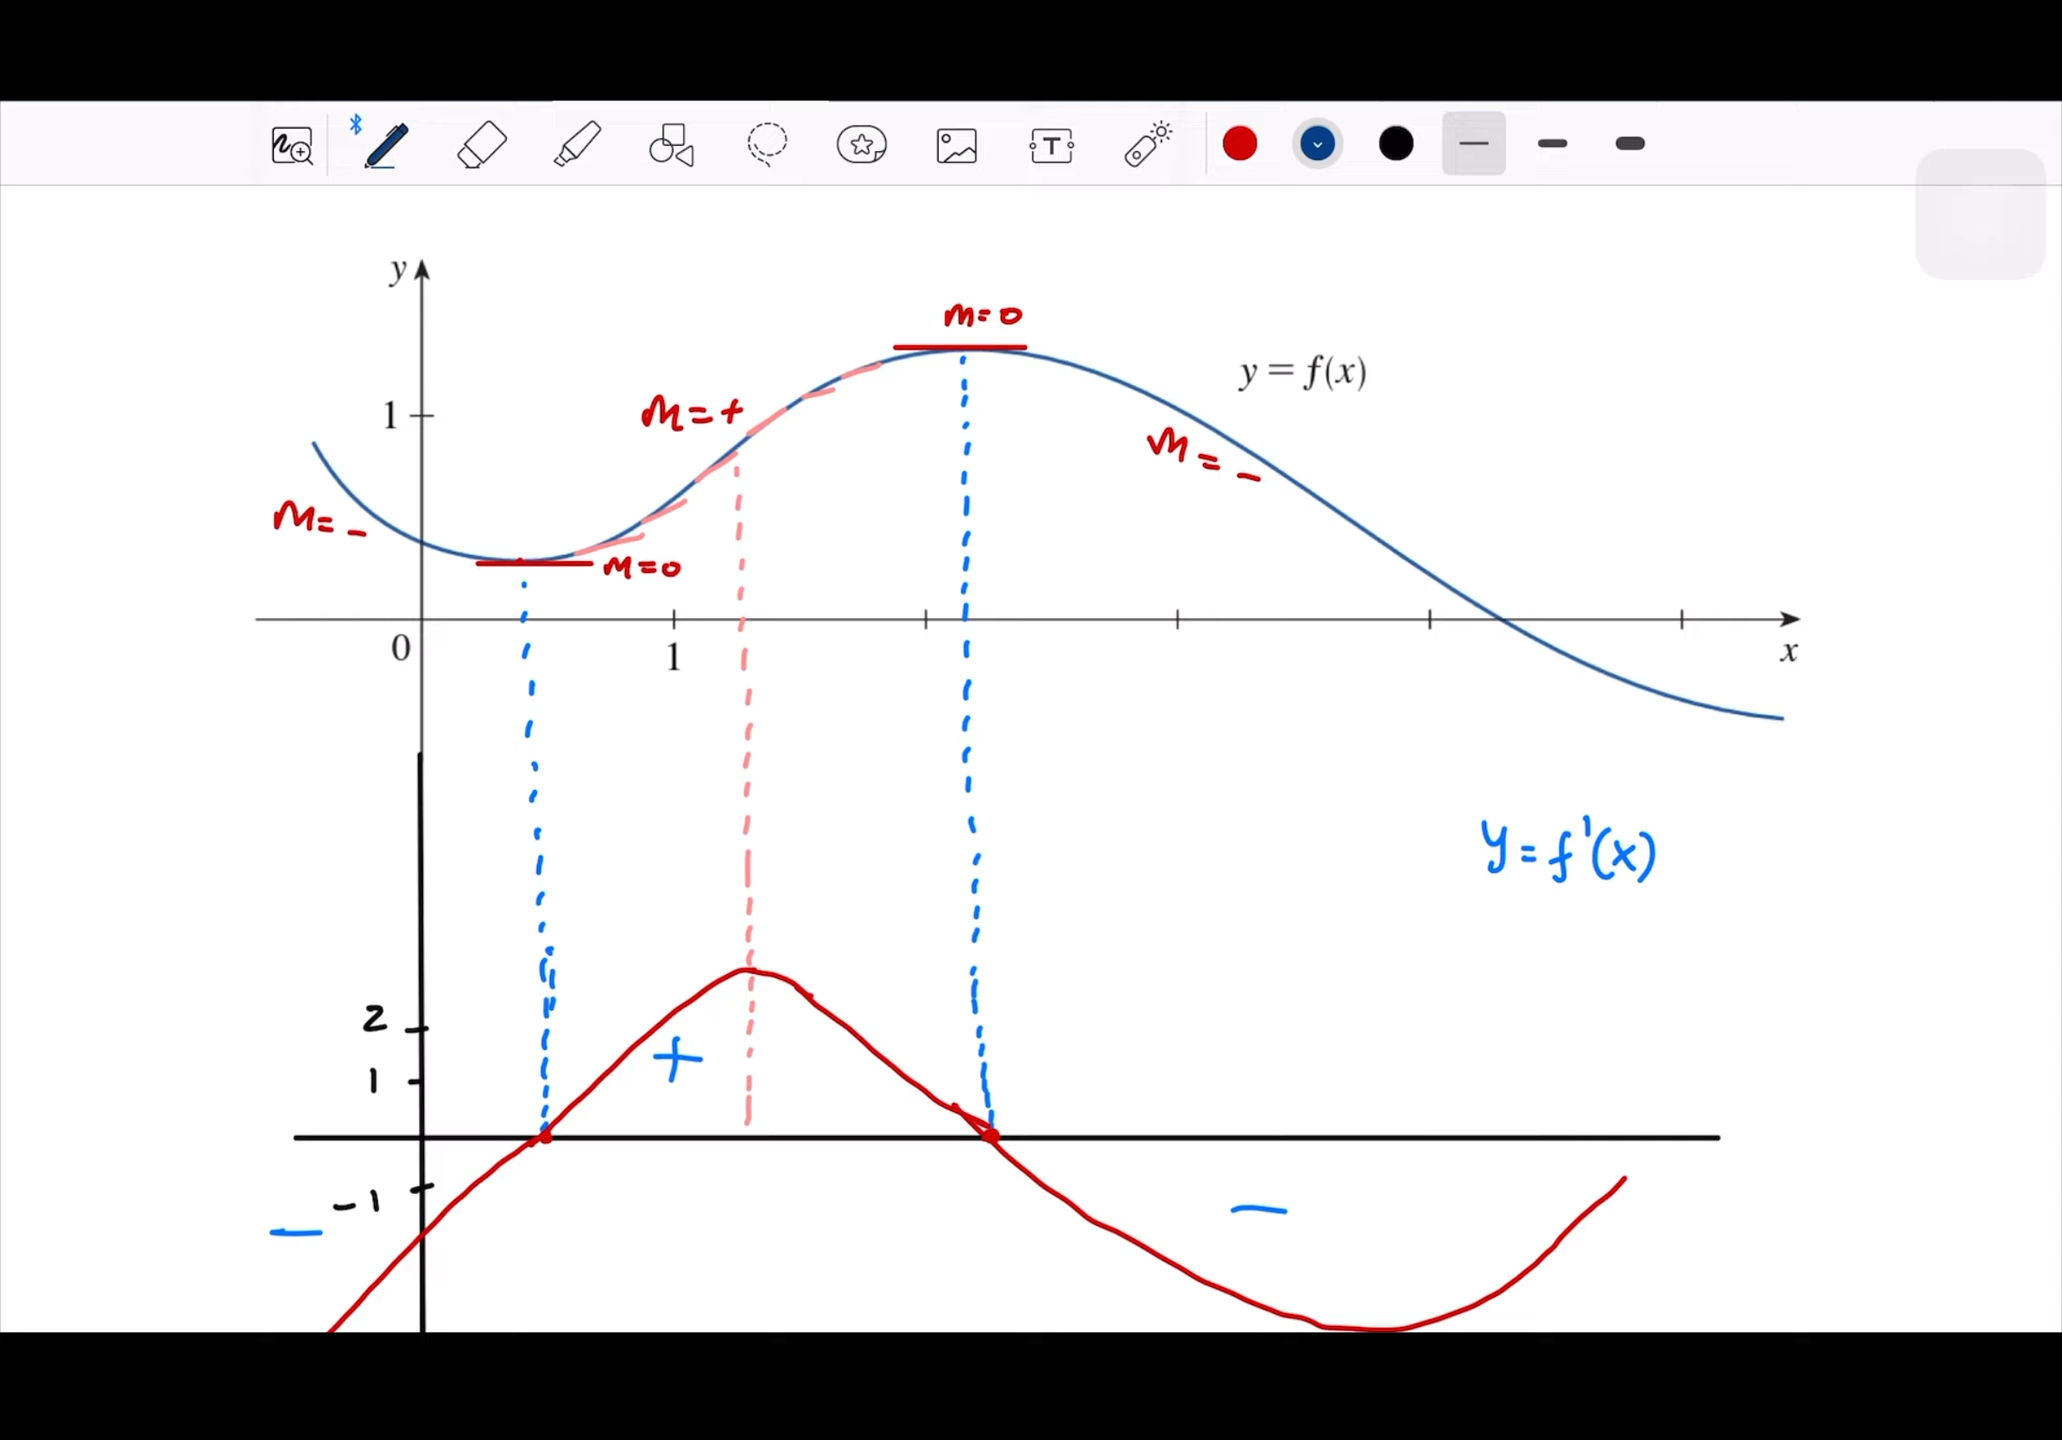 y
m=0
y = f(x)
m=+
1
m=-
m=-
m=0
0
1
x
y=f'(x)
2
+
1
-1
-
-